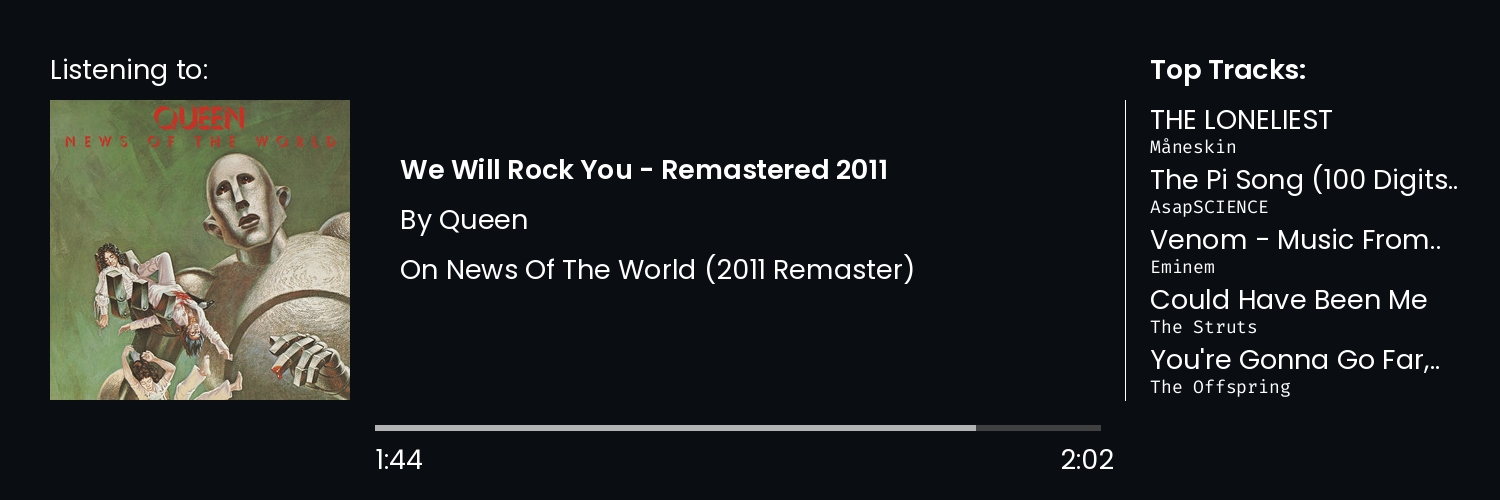 Listening to:
QUEEN
NEWS OF THE WORLD
We Will Rock You - Remastered 2011
By Queen
On News Of The World (2011 Remaster)
1:44
2:02
Top Tracks:
THE LONELIEST
Måneskin
The Pi Song (100 Digits..
AsapSCIENCE
Venom - Music From..
Eminem
Could Have Been Me
The Struts
You're Gonna Go Far,..
The Offspring